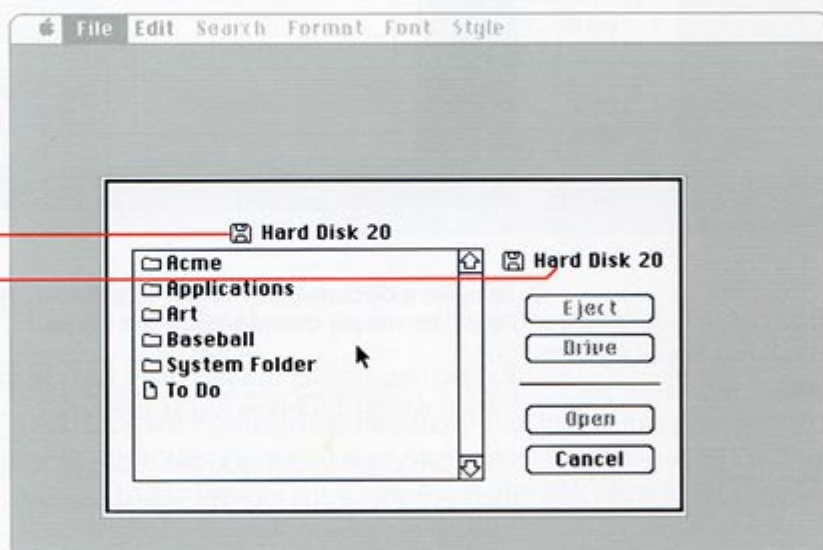 File Edit Search Format Font Style
Hard Disk 20
Acme
Applications
Art
Baseball
System Folder
To Do
Hard Disk 20
Eject
Drive
Open
Cancel